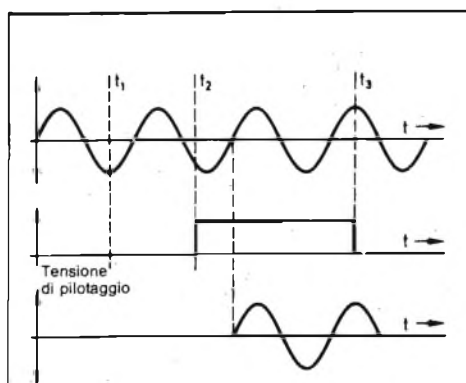 t₁ t₂ t₃
t
t
Tensione
di pilotaggio
t